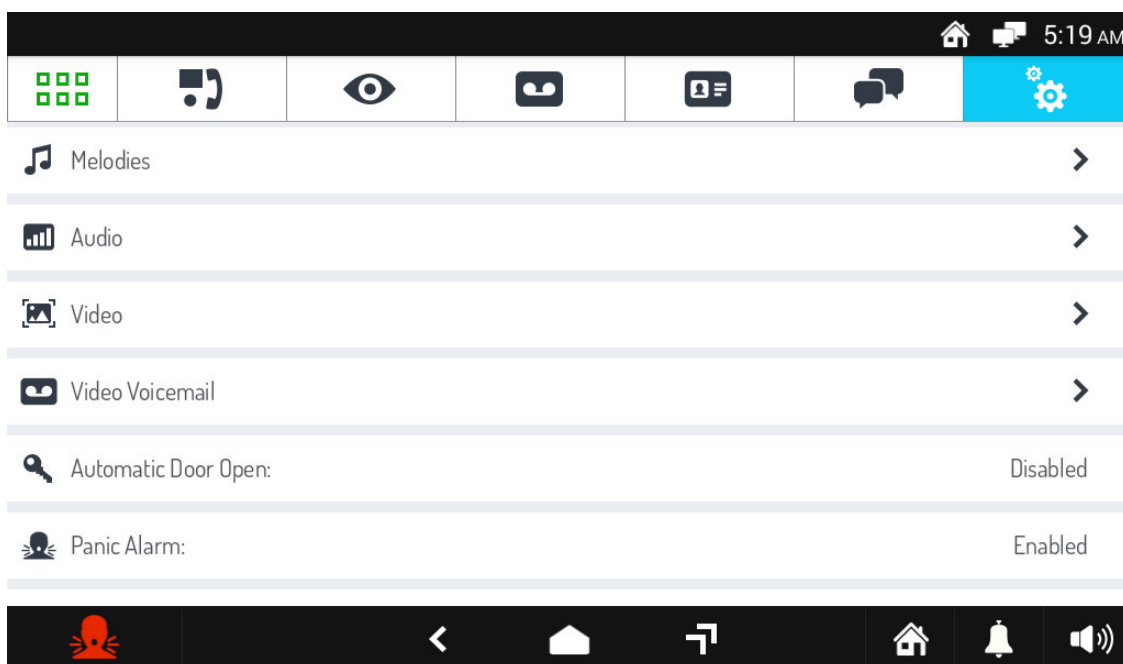 5:19 AM
Melodies
Audio
Video
Video Voicemail
Automatic Door Open: Disabled
Panic Alarm: Enabled